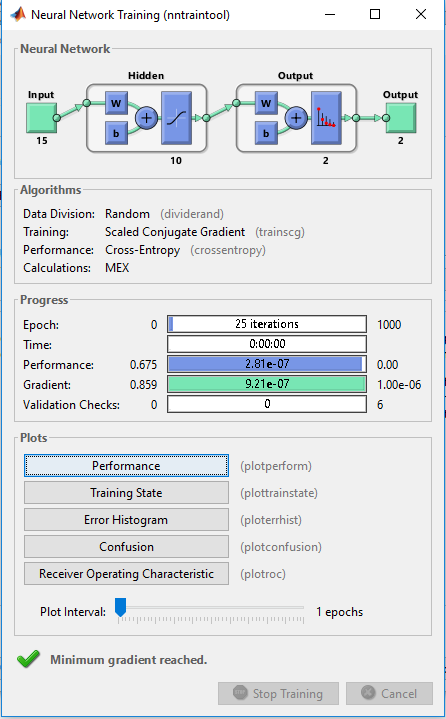 Neural Network Training (nntraintool)
Neural Network
Hidden Output
Input Output
W W
b b
+ +
15 10 2 2
Algorithms
Data Division: Random (dividerand)
Training: Scaled Conjugate Gradient (trainscg)
Performance: Cross-Entropy (crossentropy)
Calculations: MEX
Progress
Epoch: 0 25 iterations 1000
Time: 0:00:00
Performance: 0.675 2.81e-07 0.00
Gradient: 0.859 9.21e-07 1.00e-06
Validation Checks: 0 0 6
Plots
Performance (plotperform)
Training State (plottrainstate)
Error Histogram (ploterrhist)
Confusion (plotconfusion)
Receiver Operating Characteristic (plotroc)
Plot Interval: 1 epochs
Minimum gradient reached.
Stop Training Cancel